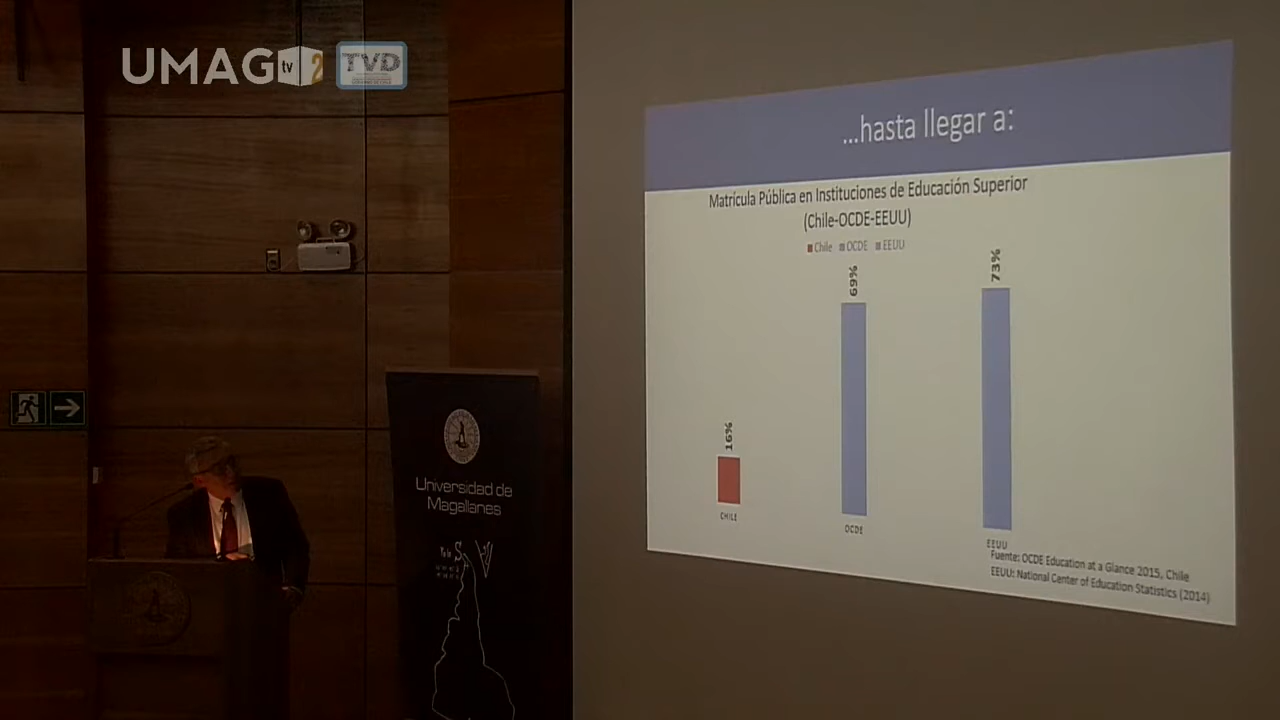 UMAG tv 2 TVD
...hasta llegar a:
Matrícula Pública en Instituciones de Educación Superior
(Chile-OCDE-EEUU)
Chile OCDE EEUU
16% 69% 73%
CHILE OCDE EEUU
Fuente: OCDE Education at a Glance 2015, Chile
EEUU: National Center of Education Statistics (2014)
Universidad de
Magallanes